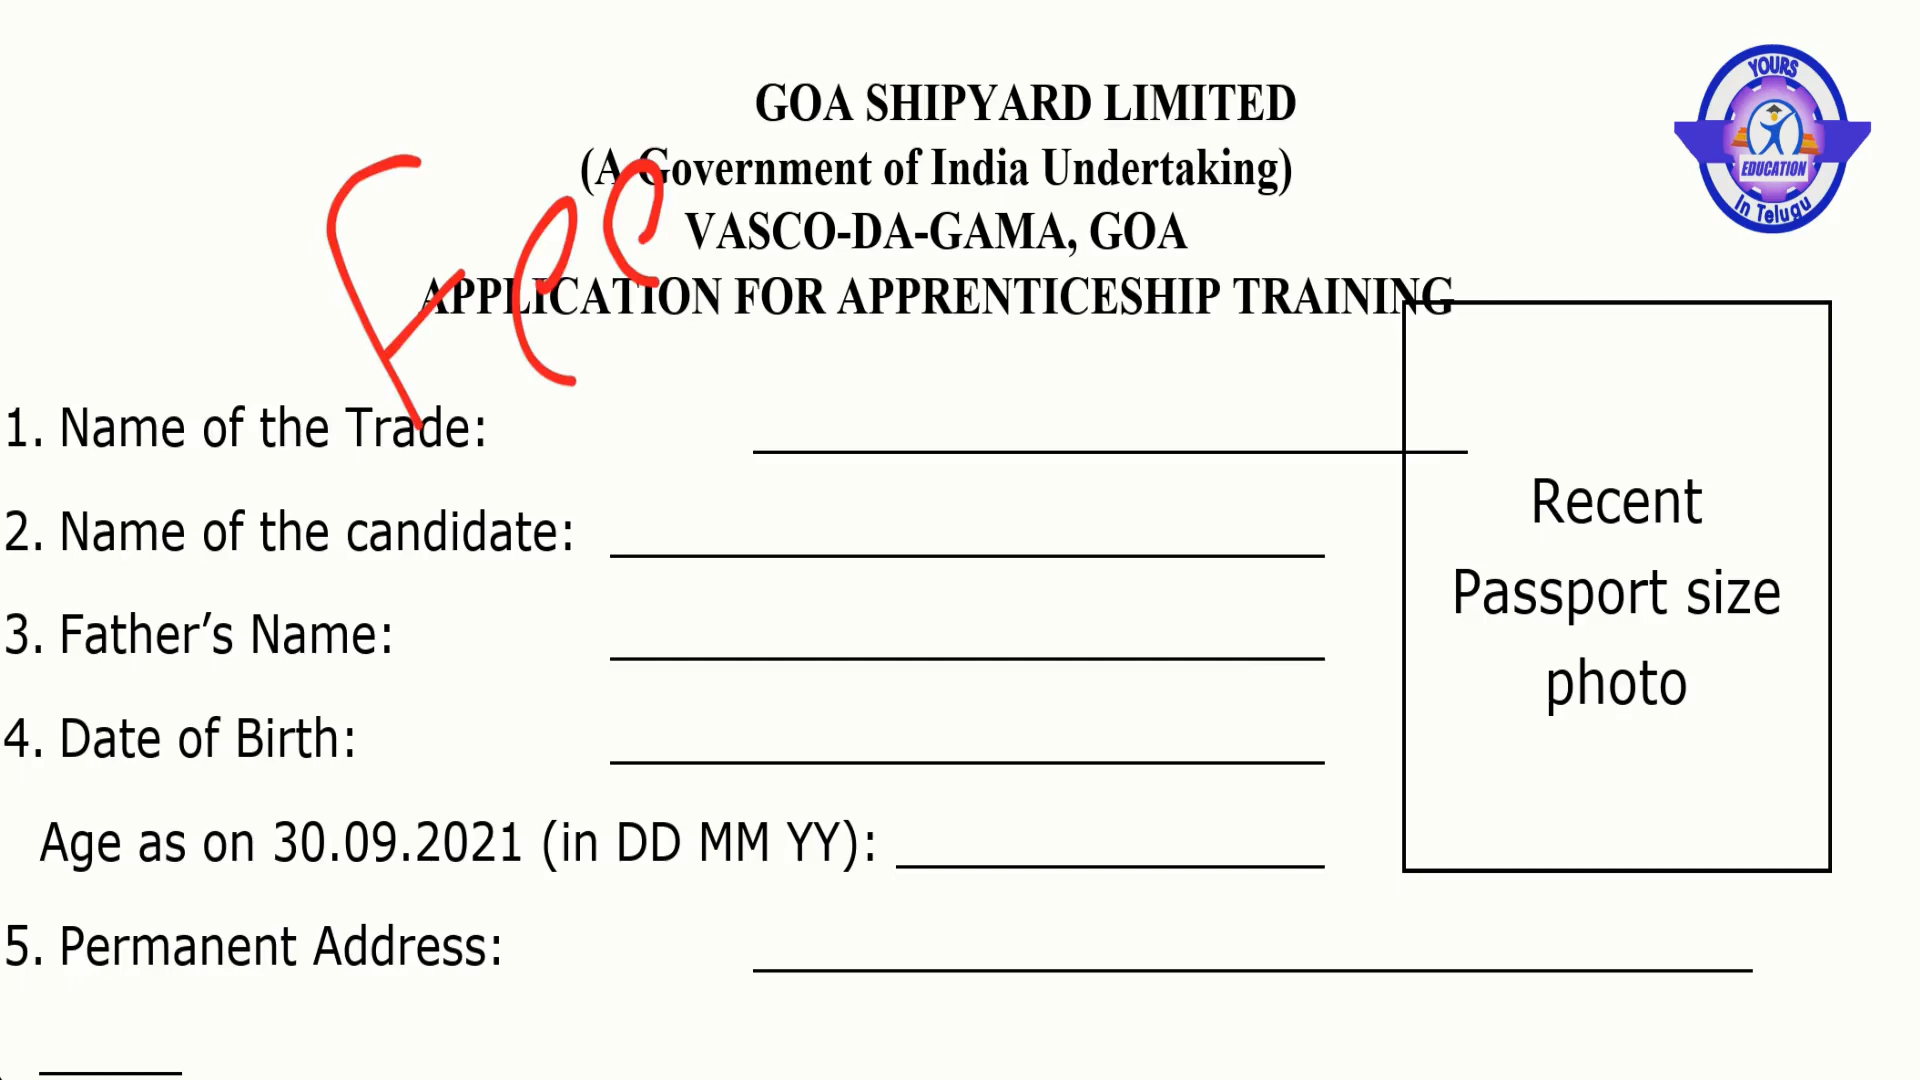 YOURS
EDUCATION
In Telugu
GOA SHIPYARD LIMITED
(A Government of India Undertaking)
VASCO-DA-GAMA, GOA
APPLICATION FOR APPRENTICESHIP TRAINING
Fee
1. Name of the Trade:
2. Name of the candidate:
3. Father’s Name:
4. Date of Birth:
Age as on 30.09.2021 (in DD MM YY):
5. Permanent Address:
Recent
Passport size
photo